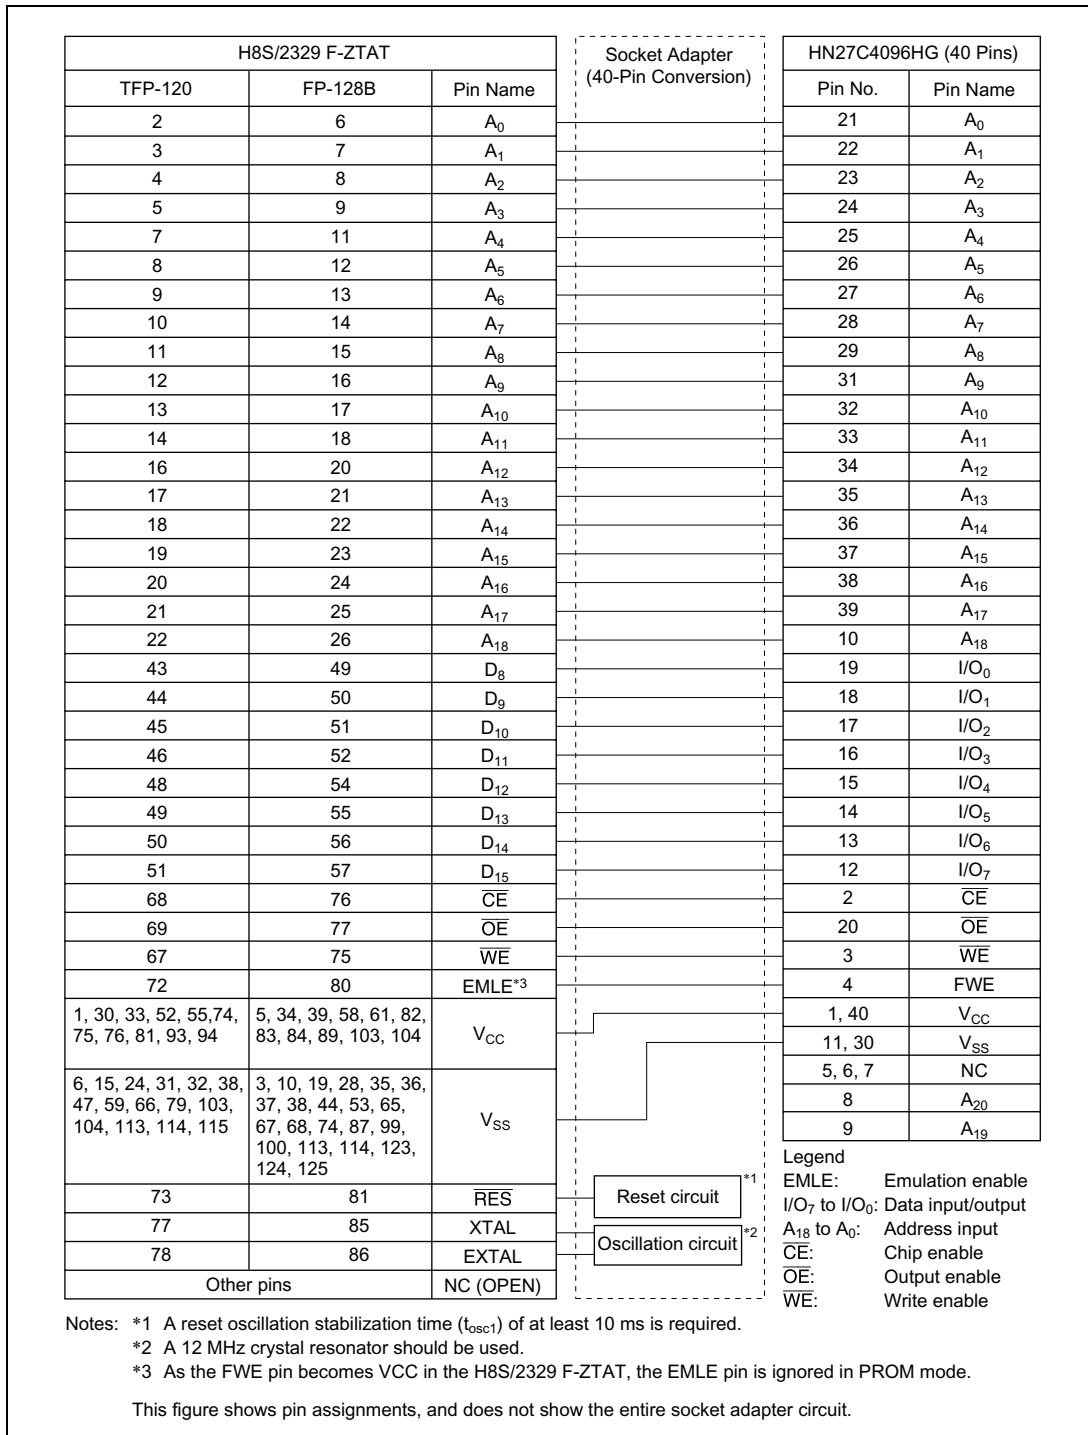 H8S/2329 F-ZTAT Socket Adapter HN27C4096HG (40 Pins)
TFP-120 FP-128B Pin Name (40-Pin Conversion) Pin No. Pin Name
2 6 A0 21 A0
3 7 A1 22 A1
4 8 A2 23 A2
5 9 A3 24 A3
7 11 A4 25 A4
8 12 A5 26 A5
9 13 A6 27 A6
10 14 A7 28 A7
11 15 A8 29 A8
12 16 A9 31 A9
13 17 A10 32 A10
14 18 A11 33 A11
16 20 A12 34 A12
17 21 A13 35 A13
18 22 A14 36 A14
19 23 A15 37 A15
20 24 A16 38 A16
21 25 A17 39 A17
22 26 A18 10 A18
43 49 D8 19 I/O0
44 50 D9 18 I/O1
45 51 D10 17 I/O2
46 52 D11 16 I/O3
48 54 D12 15 I/O4
49 55 D13 14 I/O5
50 56 D14 13 I/O6
51 57 D15 12 I/O7
68 76 C̅E̅ 2 C̅E̅
69 77 O̅E̅ 20 O̅E̅
67 75 W̅E̅ 3 W̅E̅
72 80 EMLE*3 4 FWE
1, 30, 33, 52, 55,74, 5, 34, 39, 58, 61, 82, VCC 1, 40 VCC
75, 76, 81, 93, 94 83, 84, 89, 103, 104 11, 30 VSS
5, 6, 7 NC
6, 15, 24, 31, 32, 38, 3, 10, 19, 28, 35, 36, VSS 8 A20
47, 59, 66, 79, 103, 37, 38, 44, 53, 65, 9 A19
104, 113, 114, 115 67, 68, 74, 87, 99,
100, 113, 114, 123,
124, 125
73 81 R̅E̅S̅ Reset circuit *1
77 85 XTAL Oscillation circuit *2
78 86 EXTAL
Other pins NC (OPEN)
Legend
EMLE: Emulation enable
I/O7 to I/O0: Data input/output
A18 to A0: Address input
C̅E̅: Chip enable
O̅E̅: Output enable
W̅E̅: Write enable
Notes: *1 A reset oscillation stabilization time (tosc1) of at least 10 ms is required.
*2 A 12 MHz crystal resonator should be used.
*3 As the FWE pin becomes VCC in the H8S/2329 F-ZTAT, the EMLE pin is ignored in PROM mode.
This figure shows pin assignments, and does not show the entire socket adapter circuit.